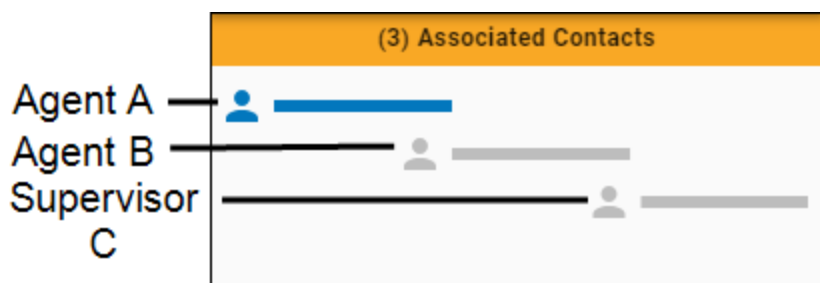 (3) Associated Contacts
Agent A
Agent B
Supervisor
C